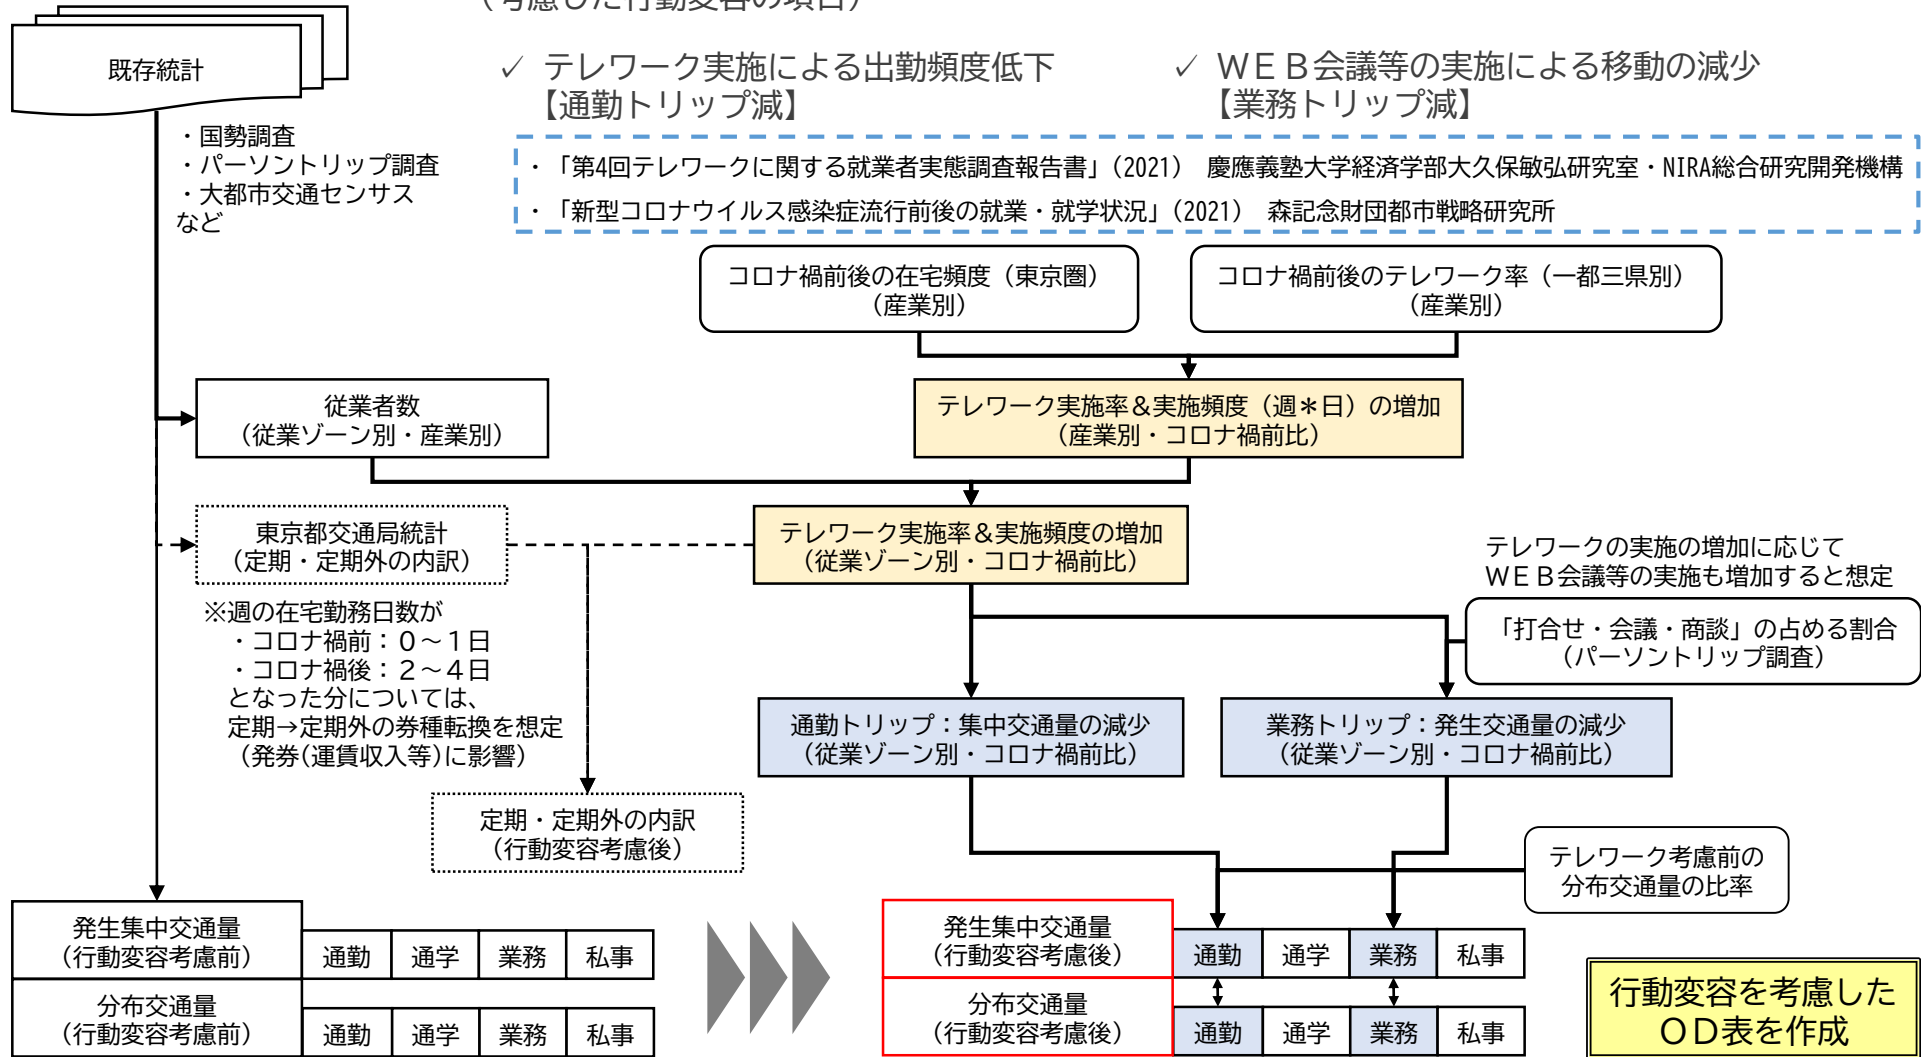 （考慮した行動変容の項目）
既存統計
・国勢調査
・パーソントリップ調査
・大都市交通センサス
など
✓ テレワーク実施による出勤頻度低下
【通勤トリップ減】
✓ ＷＥＢ会議等の実施による移動の減少
【業務トリップ減】
・「第4回テレワークに関する就業者実態調査報告書」（2021） 慶應義塾大学経済学部大久保敏弘研究室・NIRA総合研究開発機構
・「新型コロナウイルス感染症流行前後の就業・就学状況」（2021） 森記念財団都市戦略研究所
コロナ禍前後の在宅頻度（東京圏）
（産業別）
コロナ禍前後のテレワーク率（一都三県別）
（産業別）
従業者数
（従業ゾーン別・産業別）
テレワーク実施率＆実施頻度（週＊日）の増加
（産業別・コロナ禍前比）
東京都交通局統計
（定期・定期外の内訳）
テレワーク実施率＆実施頻度の増加
（従業ゾーン別・コロナ禍前比）
テレワークの実施の増加に応じて
ＷＥＢ会議等の実施も増加すると想定
「打合せ・会議・商談」の占める割合
（パーソントリップ調査）
※週の在宅勤務日数が
・コロナ禍前：０～１日
・コロナ禍後：２～４日
となった分については、
定期→定期外の券種転換を想定
（発券(運賃収入等)に影響）
通勤トリップ：集中交通量の減少
（従業ゾーン別・コロナ禍前比）
業務トリップ：発生交通量の減少
（従業ゾーン別・コロナ禍前比）
定期・定期外の内訳
（行動変容考慮後）
テレワーク考慮前の
分布交通量の比率
発生集中交通量
（行動変容考慮前）
通勤 通学 業務 私事
分布交通量
（行動変容考慮前）
通勤 通学 業務 私事
発生集中交通量
（行動変容考慮後）
通勤 通学 業務 私事
分布交通量
（行動変容考慮後）
通勤 通学 業務 私事
行動変容を考慮した
ＯＤ表を作成